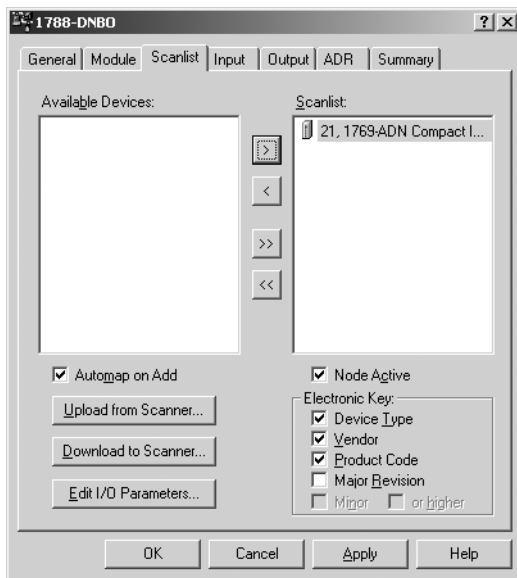 1788-DNBO
? X
General Module Scanlist Input Output ADR Summary
Available Devices: Scanlist:
> 21, 1769-ADN Compact I...
<
>>
<<
Automap on Add Node Active
Upload from Scanner... Electronic Key:
Device Type
Download to Scanner... Vendor
Product Code
Edit I/O Parameters... Major Revision
Minor or higher
OK Cancel Apply Help